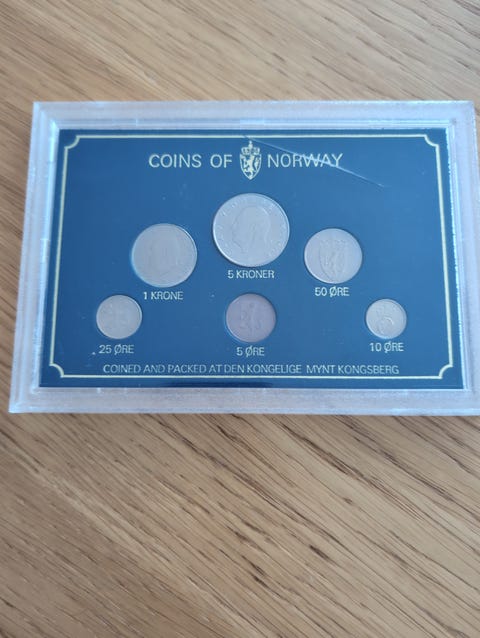 COINS OF NORWAY
5 KRONER
1 KRONE
50 ØRE
25 ØRE
5 ØRE
10 ØRE
COINED AND PACKED AT DEN KONGELIGE MYNT KONGSBERG